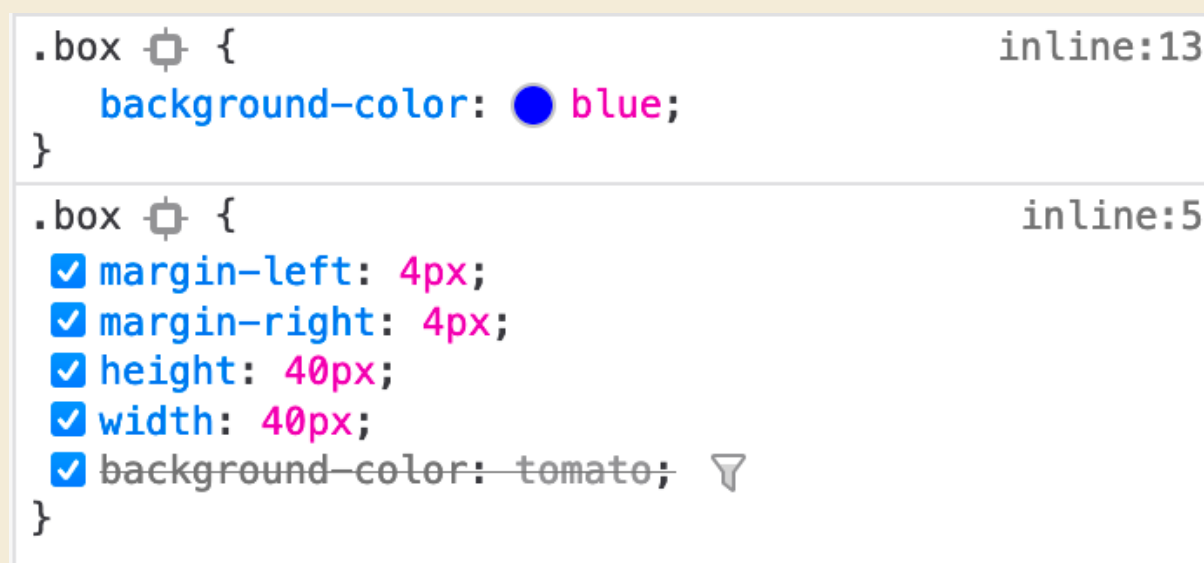 .box { inline:13
background-color: blue;
}
.box { inline:5
margin-left: 4px;
margin-right: 4px;
height: 40px;
width: 40px;
background-color: tomato;
}